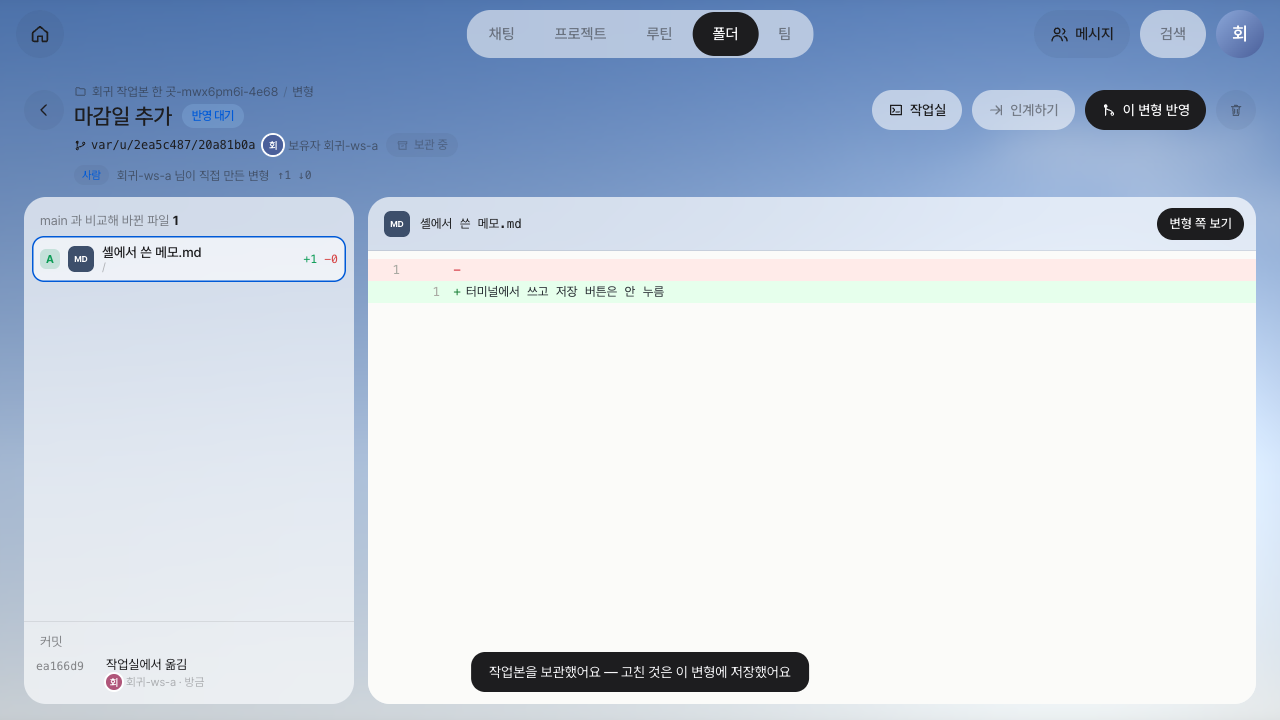 채팅
프로젝트
루틴
폴더
팀
메시지
검색
회
회귀 작업본 한 곳-mwx6pm6i-4e68 / 변형
마감일 추가
반영 대기
var/u/2ea5c487/20a81b0a
회
보유자 회귀-ws-a
보관 중
사람
회귀-ws-a 님이 직접 만든 변형 ↑1 ↓0
작업실
인계하기
이 변형 반영
main 과 비교해 바뀐 파일 1
A
MD
셸에서 쓴 메모.md
/
+1 −0
커밋
ea166d9
작업실에서 옮김
회
회귀-ws-a · 방금
MD
셸에서 쓴 메모.md
변형 쪽 보기
1 −
1 + 터미널에서 쓰고 저장 버튼은 안 누름
작업본을 보관했어요 — 고친 것은 이 변형에 저장했어요